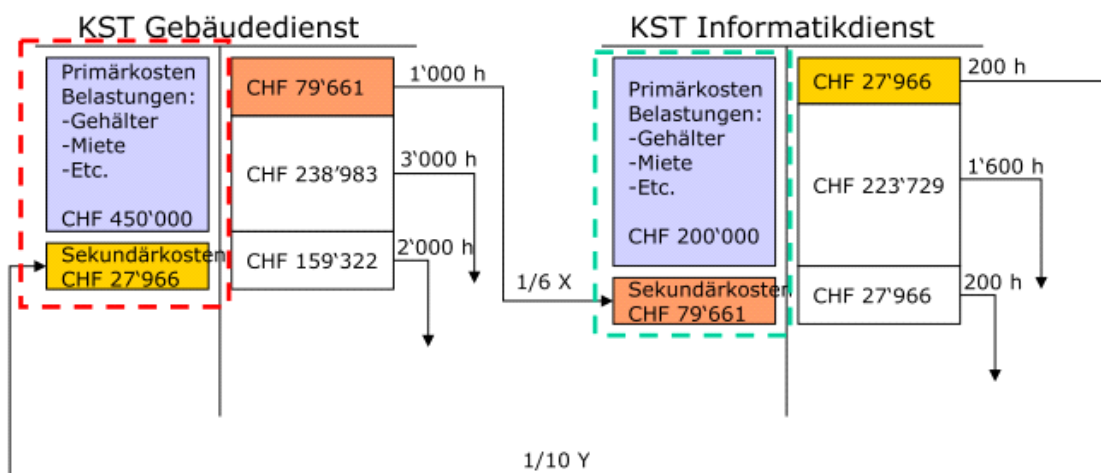 KST Gebäudedienst
Primärkosten
Belastungen:
-Gehälter
-Miete
-Etc.
CHF 450‘000
Sekundärkosten
CHF 27‘966
CHF 79‘661
1‘000 h
CHF 238’983
3‘000 h
CHF 159‘322
2‘000 h
1/6 X
KST Informatikdienst
Primärkosten
Belastungen:
-Gehälter
-Miete
-Etc.
CHF 200‘000
Sekundärkosten
CHF 79‘661
CHF 27‘966
200 h
CHF 223‘729
1‘600 h
CHF 27‘966
200 h
1/10 Y